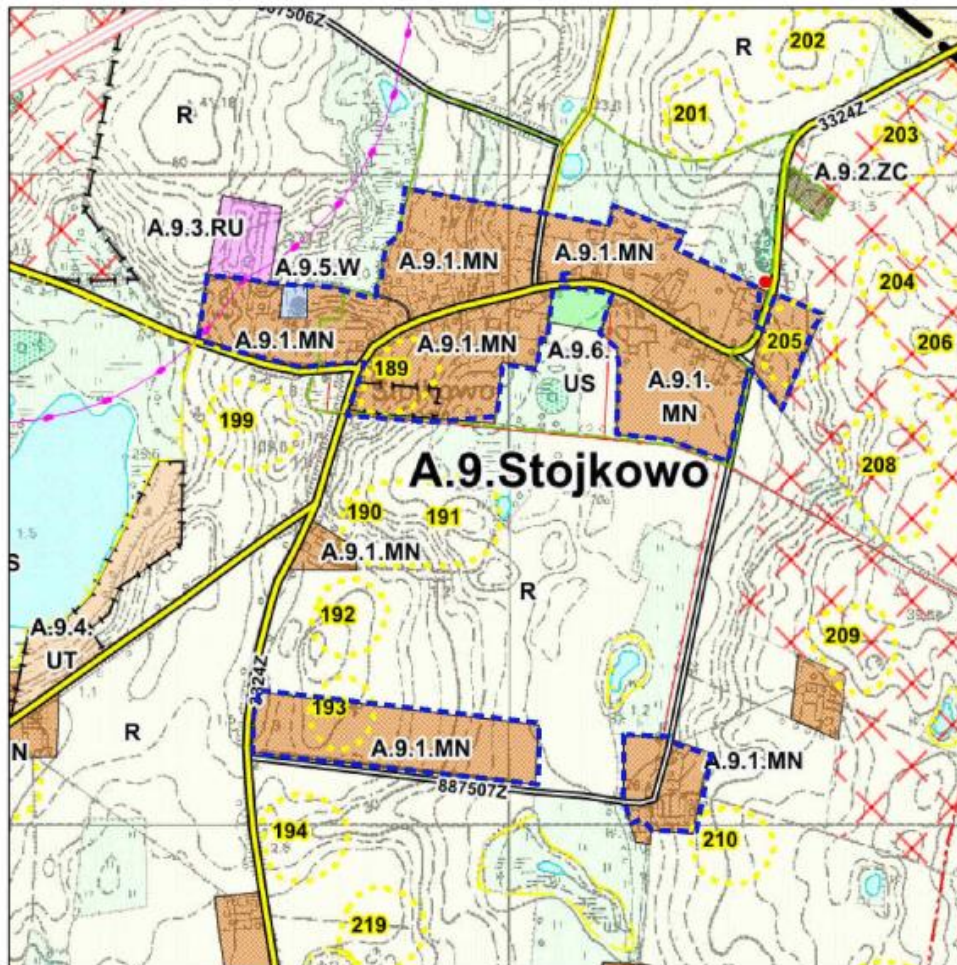 R
202
201
3324Z
203
R
A.9.2.ZC
A.9.3.RU
A.9.5.W
A.9.1.MN
A.9.1.MN
204
A.9.1.MN
A.9.1.MN
205
206
189
A.9.6.
US
A.9.1.
MN
Stojkowo
199
A.9.Stojkowo
208
190
191
A.9.1.MN
R
S
192
209
A.9.4.
UT
3324Z
193
R
N
A.9.1.MN
A.9.1.MN
887507Z
194
210
219